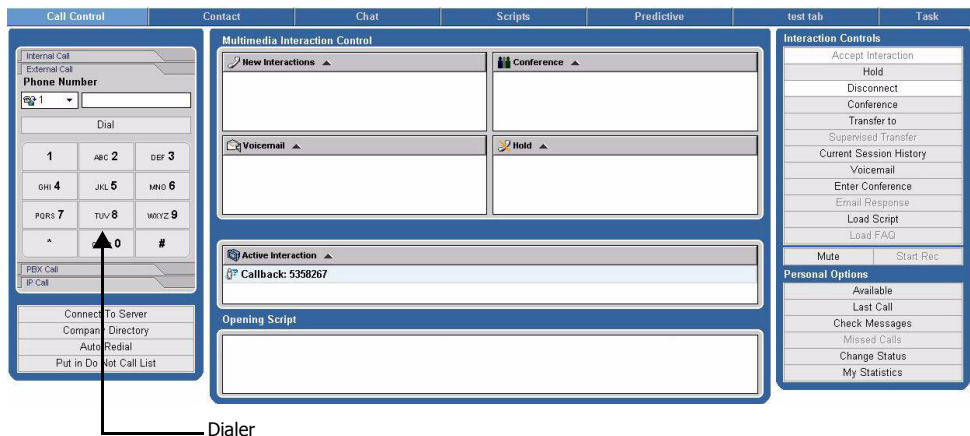 Call Control
Contact
Chat
Scripts
Predictive
test tab
Task
Internal Call
External Call
Phone Number
1
Dial
1
ABC 2
DEF 3
GHI 4
JKL 5
MNO 6
PQRS 7
TUV 8
WXYZ 9
*
0
#
PBX Call
IP Call
Connect To Server
Company Directory
Auto Redial
Put in Do Not Call List
Multimedia Interaction Control
New Interactions
Conference
Voicemail
Hold
Active Interaction
Callback: 5358267
Opening Script
Interaction Controls
Accept Interaction
Hold
Disconnect
Conference
Transfer to
Supervised Transfer
Current Session History
Voicemail
Enter Conference
Email Response
Load Script
Load FAQ
Mute
Start Rec
Personal Options
Available
Last Call
Check Messages
Missed Calls
Change Status
My Statistics
Dialer